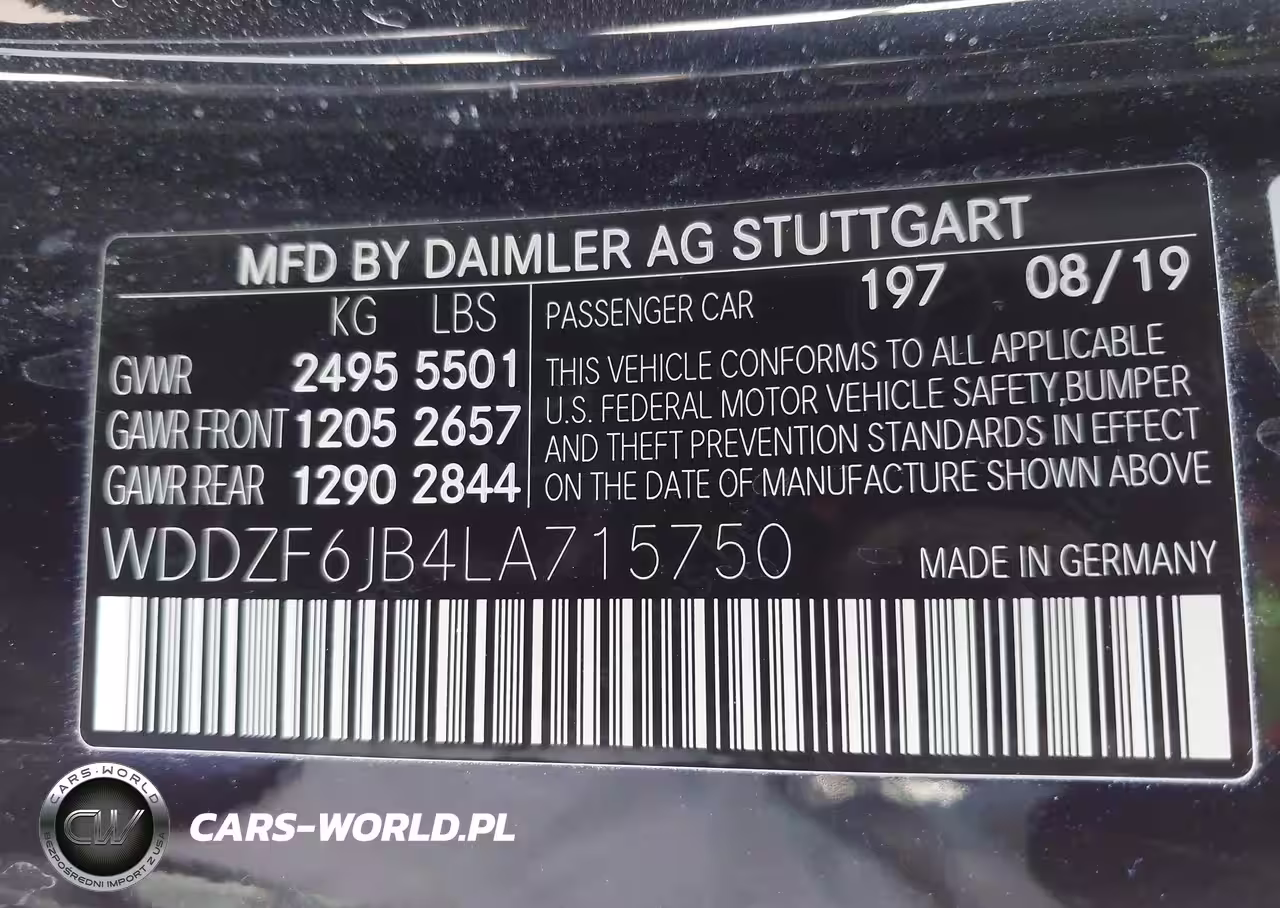 MFD BY DAIMLER AG STUTTGART
KG LBS
GVWR 2495 5501
GAWR FRONT 1205 2657
GAWR REAR 1290 2844
PASSENGER CAR 197 08/19
THIS VEHICLE CONFORMS TO ALL APPLICABLE
U.S. FEDERAL MOTOR VEHICLE SAFETY,BUMPER
AND THEFT PREVENTION STANDARDS IN EFFECT
ON THE DATE OF MANUFACTURE SHOWN ABOVE
WDDZF6JB4LA715750 MADE IN GERMANY
CARS-WORLD
CW
BEZPOŚREDNI IMPORT Z USA
CARS-WORLD.PL